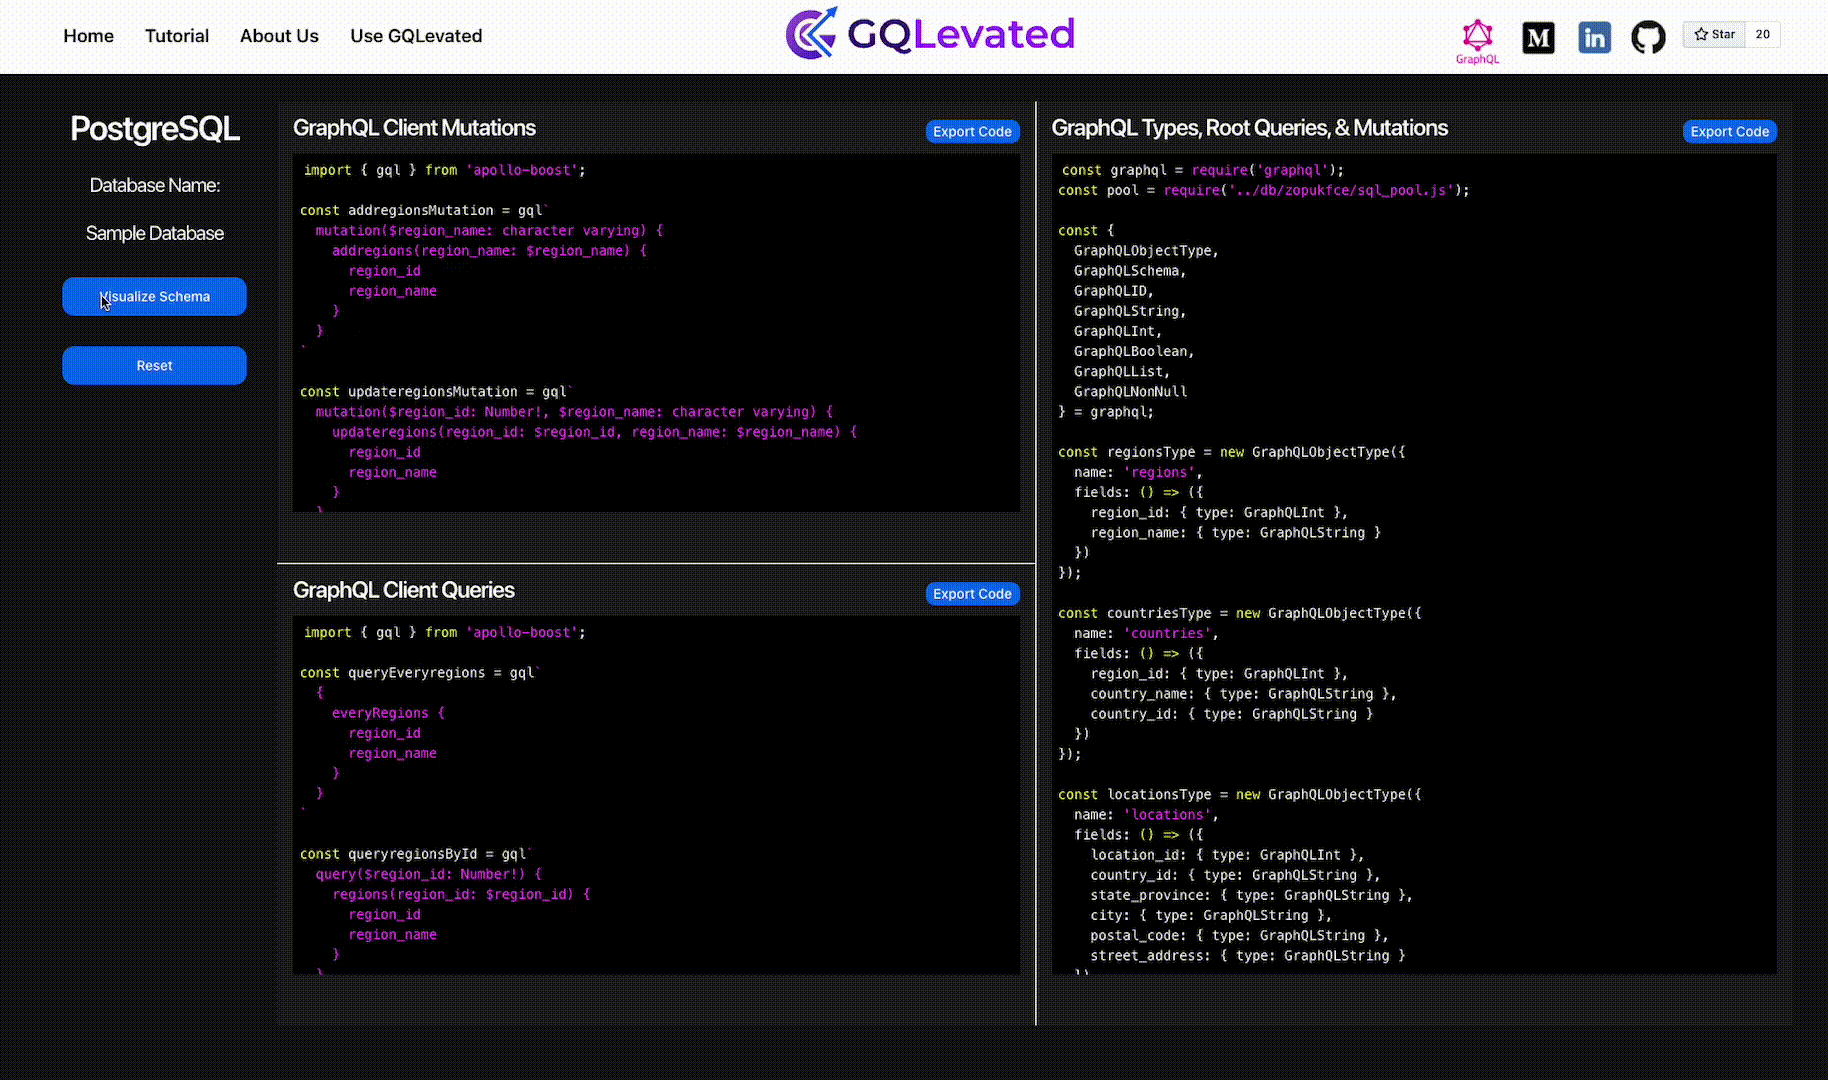 Home Tutorial About Us Use GQLevated
GQLevated
GraphQL
M
in
Star 20
PostgreSQL
Database Name:
Sample Database
Visualize Schema
Reset
GraphQL Client Mutations
Export Code
import { gql } from 'apollo-boost';
const addregionsMutation = gql`
mutation($region_name: character varying) {
addregions(region_name: $region_name) {
region_id
region_name
}
}
`
const updateregionsMutation = gql`
mutation($region_id: Number!, $region_name: character varying) {
updateregions(region_id: $region_id, region_name: $region_name) {
region_id
region_name
}
}
GraphQL Client Queries
Export Code
import { gql } from 'apollo-boost';
const queryEveryregions = gql`
{
everyRegions {
region_id
region_name
}
}
`
const queryregionsById = gql`
query($region_id: Number!) {
regions(region_id: $region_id) {
region_id
region_name
}
}
GraphQL Types, Root Queries, & Mutations
Export Code
const graphql = require('graphql');
const pool = require('../db/zopukfce/sql_pool.js');
const {
GraphQLObjectType,
GraphQLSchema,
GraphQLID,
GraphQLString,
GraphQLInt,
GraphQLBoolean,
GraphQLList,
GraphQLNonNull
} = graphql;
const regionsType = new GraphQLObjectType({
name: 'regions',
fields: () => ({
region_id: { type: GraphQLInt },
region_name: { type: GraphQLString }
})
});
const countriesType = new GraphQLObjectType({
name: 'countries',
fields: () => ({
region_id: { type: GraphQLInt },
country_name: { type: GraphQLString },
country_id: { type: GraphQLString }
})
});
const locationsType = new GraphQLObjectType({
name: 'locations',
fields: () => ({
location_id: { type: GraphQLInt },
country_id: { type: GraphQLString },
state_province: { type: GraphQLString },
city: { type: GraphQLString },
postal_code: { type: GraphQLString },
street_address: { type: GraphQLString }
})